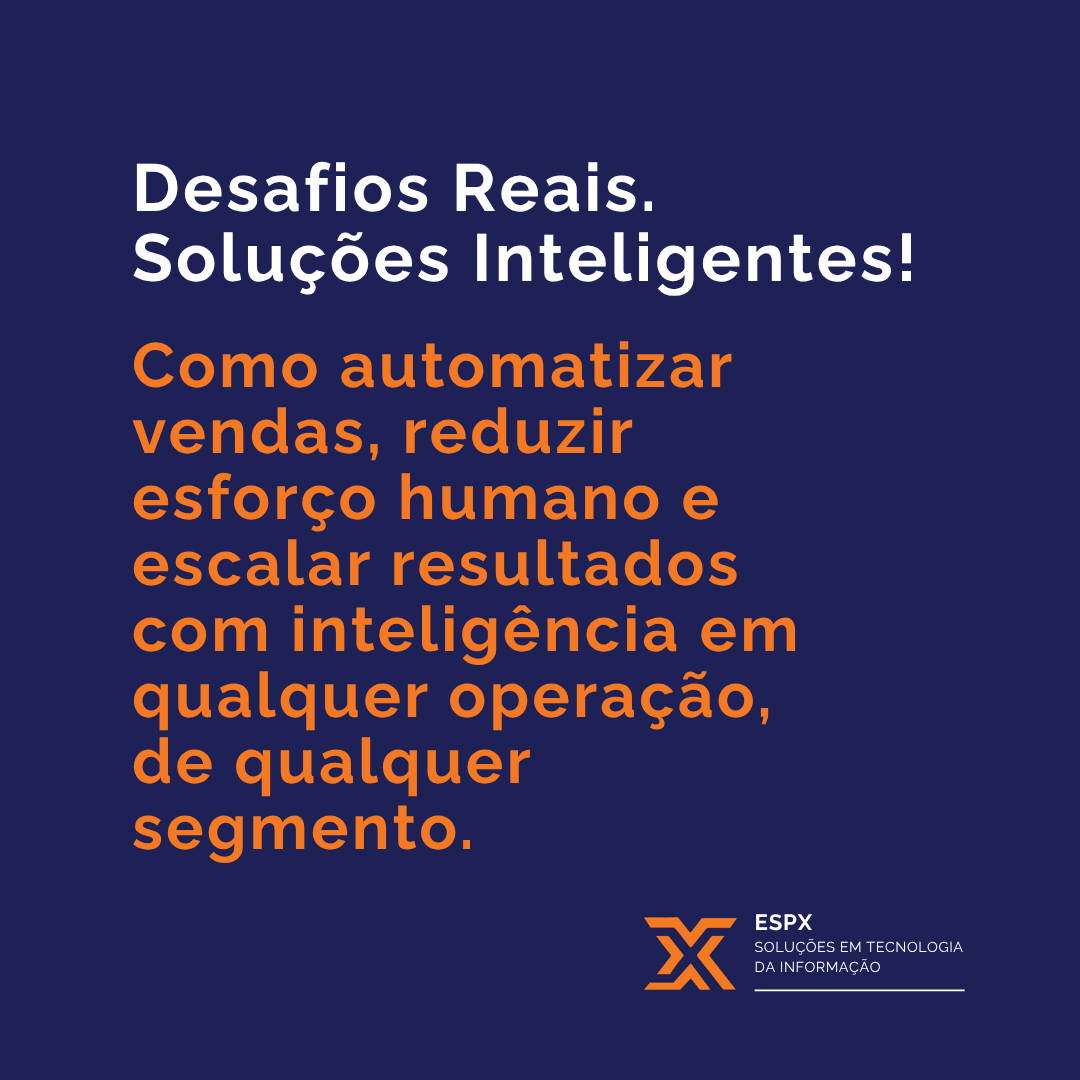 Desafios Reais.
Soluções Inteligentes!
Como automatizar
vendas, reduzir
esforço humano e
escalar resultados
com inteligência em
qualquer operação,
de qualquer
segmento.
ESPX
SOLUÇÕES EM TECNOLOGIA
DA INFORMAÇÃO